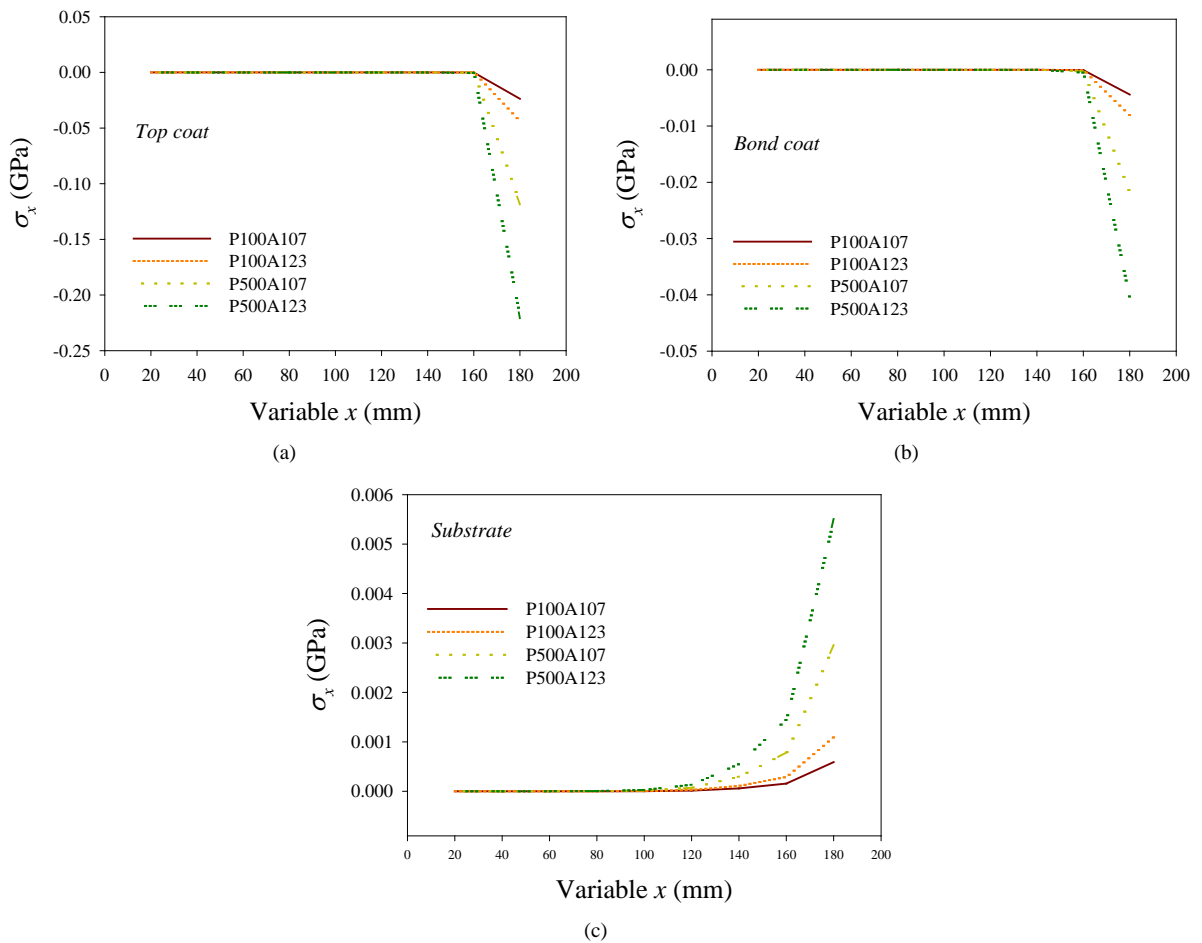 0.05
0.00
-0.05
-0.10
-0.15
-0.20
-0.25
σx (GPa)
Top coat
P100A107
P100A123
P500A107
P500A123
0 20 40 60 80 100 120 140 160 180 200
Variable x (mm)
(a)
0.00
-0.01
-0.02
-0.03
-0.04
-0.05
σx (GPa)
Bond coat
P100A107
P100A123
P500A107
P500A123
0 20 40 60 80 100 120 140 160 180 200
Variable x (mm)
(b)
0.006
0.005
0.004
0.003
0.002
0.001
0.000
σx (GPa)
Substrate
P100A107
P100A123
P500A107
P500A123
0 20 40 60 80 100 120 140 160 180 200
Variable x (mm)
(c)